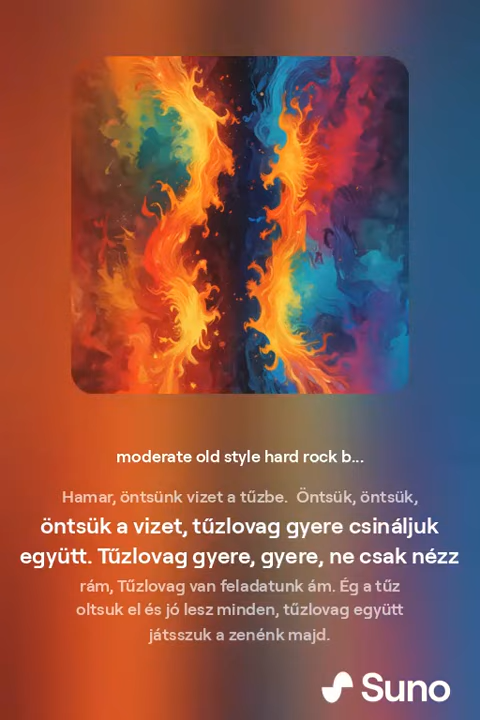 moderate old style hard rock b...
Hamar, öntsünk vizet a tűzbe.  Öntsük, öntsük,
öntsük a vizet, tűzlovag gyere csináljuk
együtt. Tűzlovag gyere, gyere, ne csak nézz
rám, Tűzlovag van feladatunk ám. Ég a tűz
oltsuk el és jó lesz minden, tűzlovag együtt
játsszuk a zenénk majd.
Suno